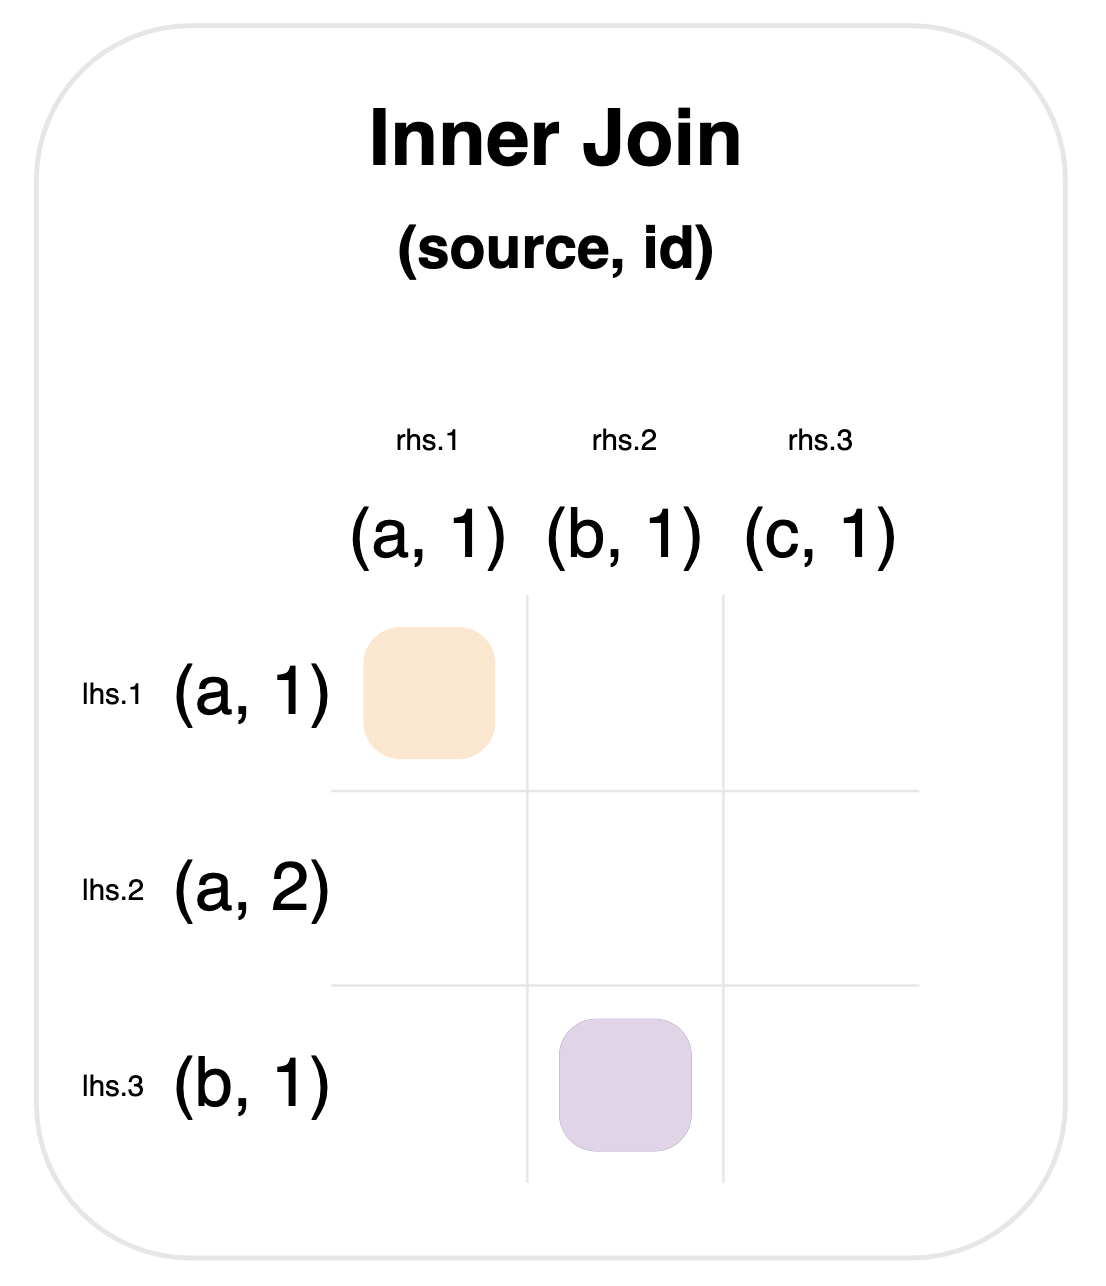 Inner Join
(source, id)
rhs.1 rhs.2 rhs.3
(a, 1) (b, 1) (c, 1)
lhs.1 (a, 1)
lhs.2 (a, 2)
lhs.3 (b, 1)